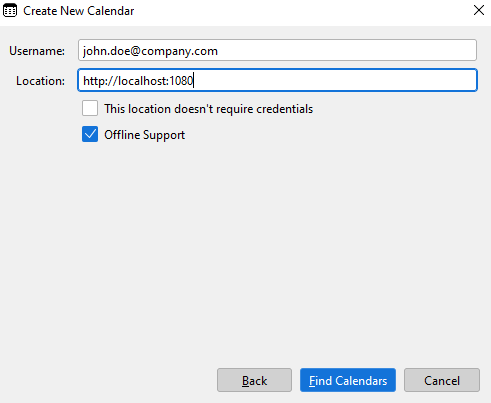 Create New Calendar
Username: john.doe@company.com
Location: http://localhost:1080
This location doesn't require credentials
Offline Support
Back Find Calendars Cancel